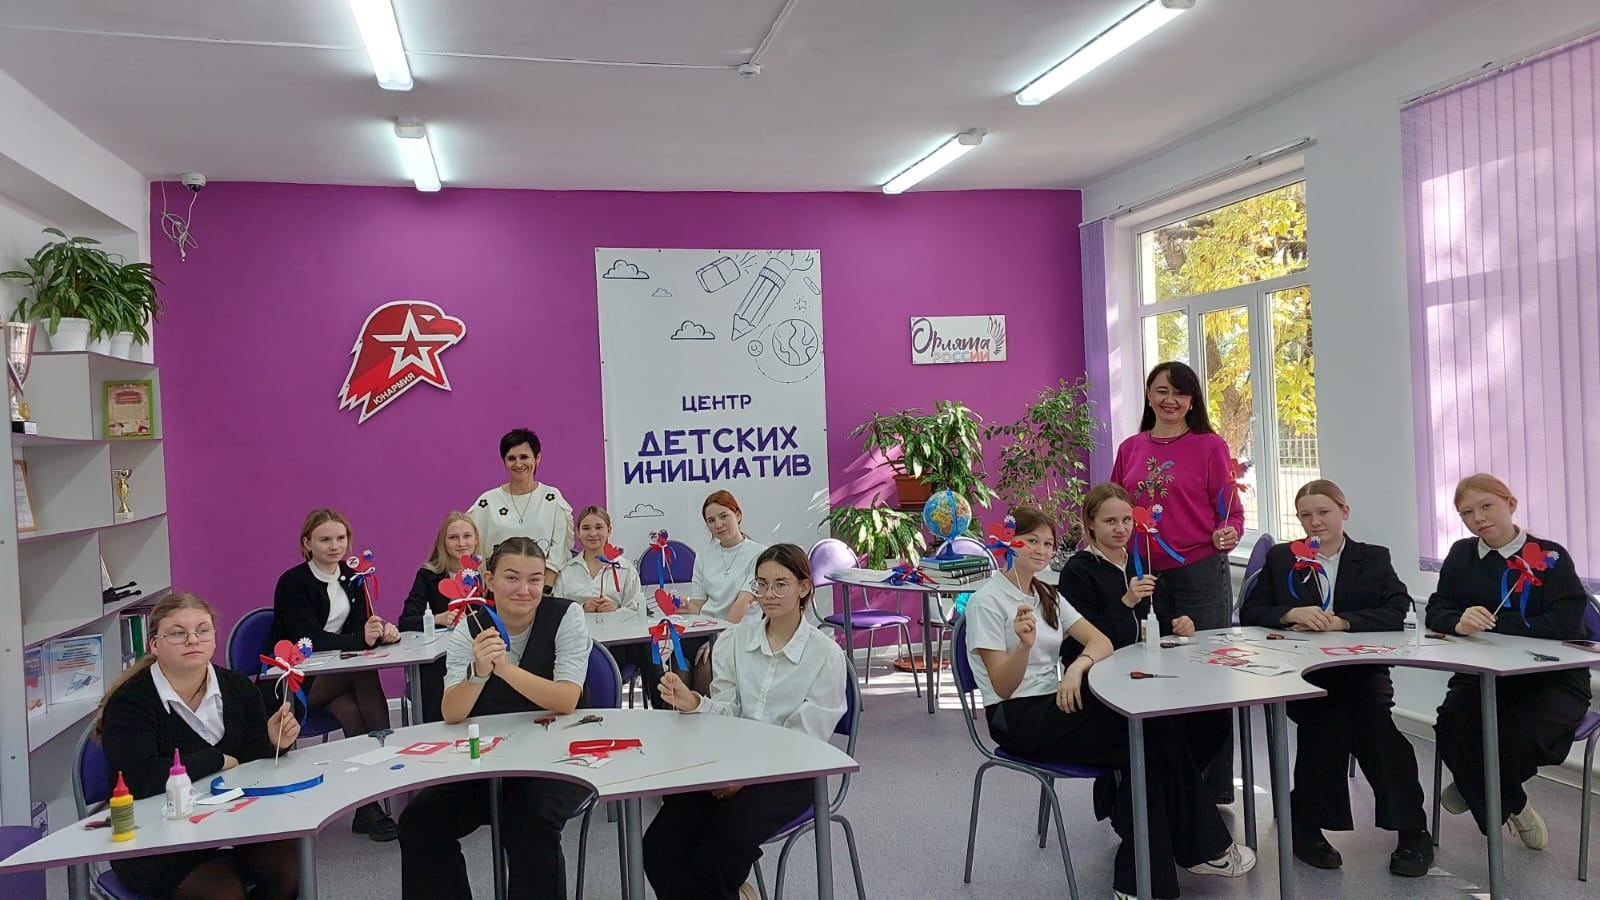 ЮНАРМИЯ
ЦЕНТР
ДЕТСКИХ
ИНИЦИАТИВ
Орлята
РОССИИ